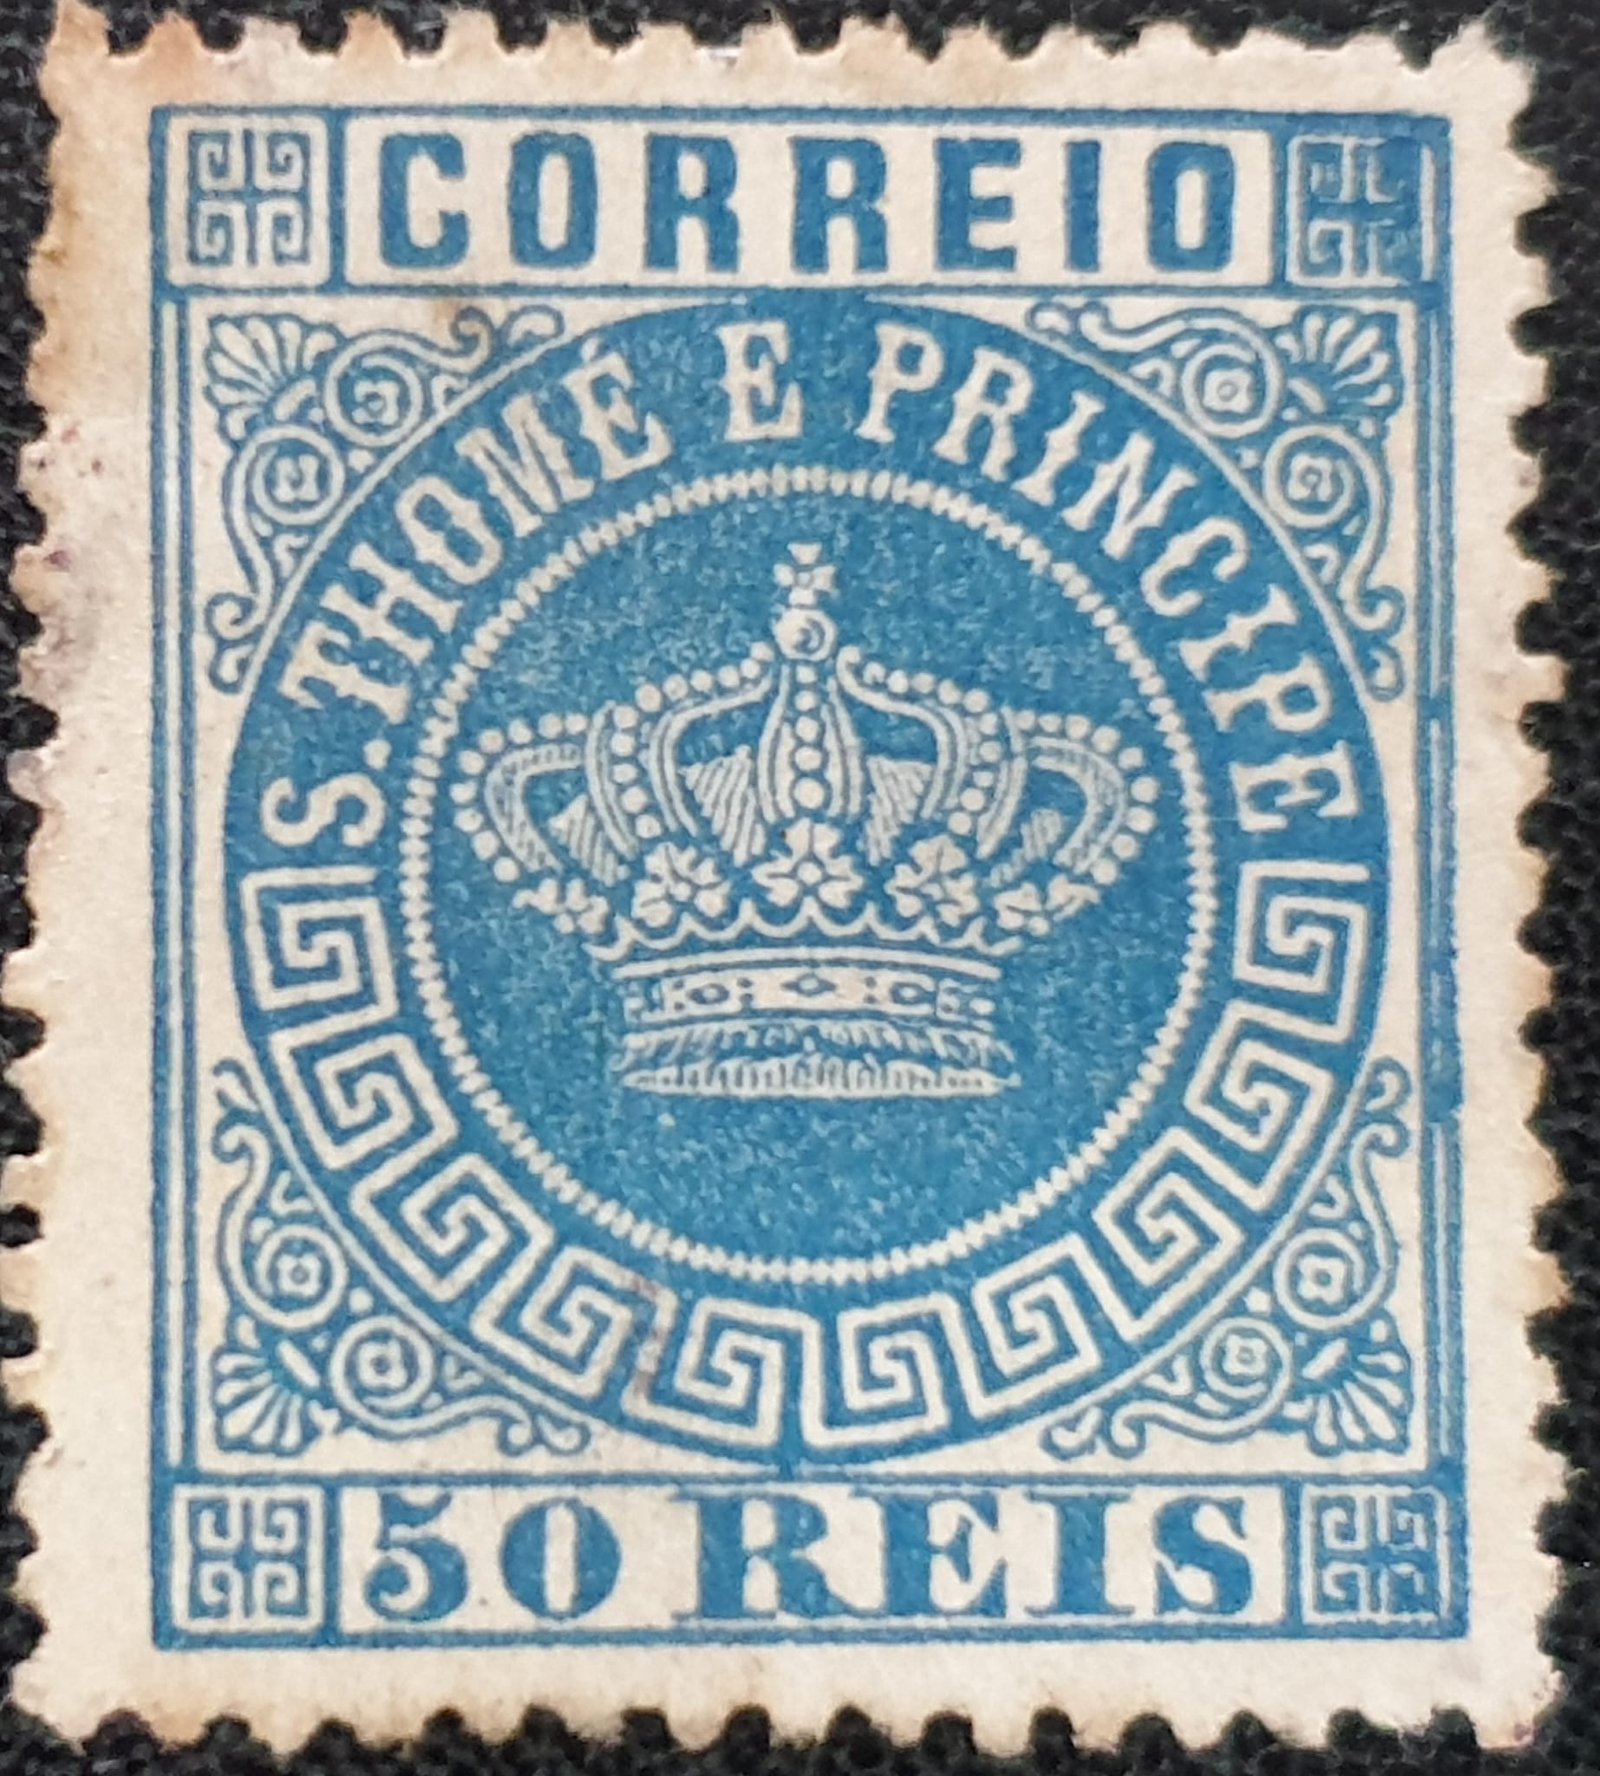 CORREIO
S. THOMÉ E PRINCIPE
50 REIS